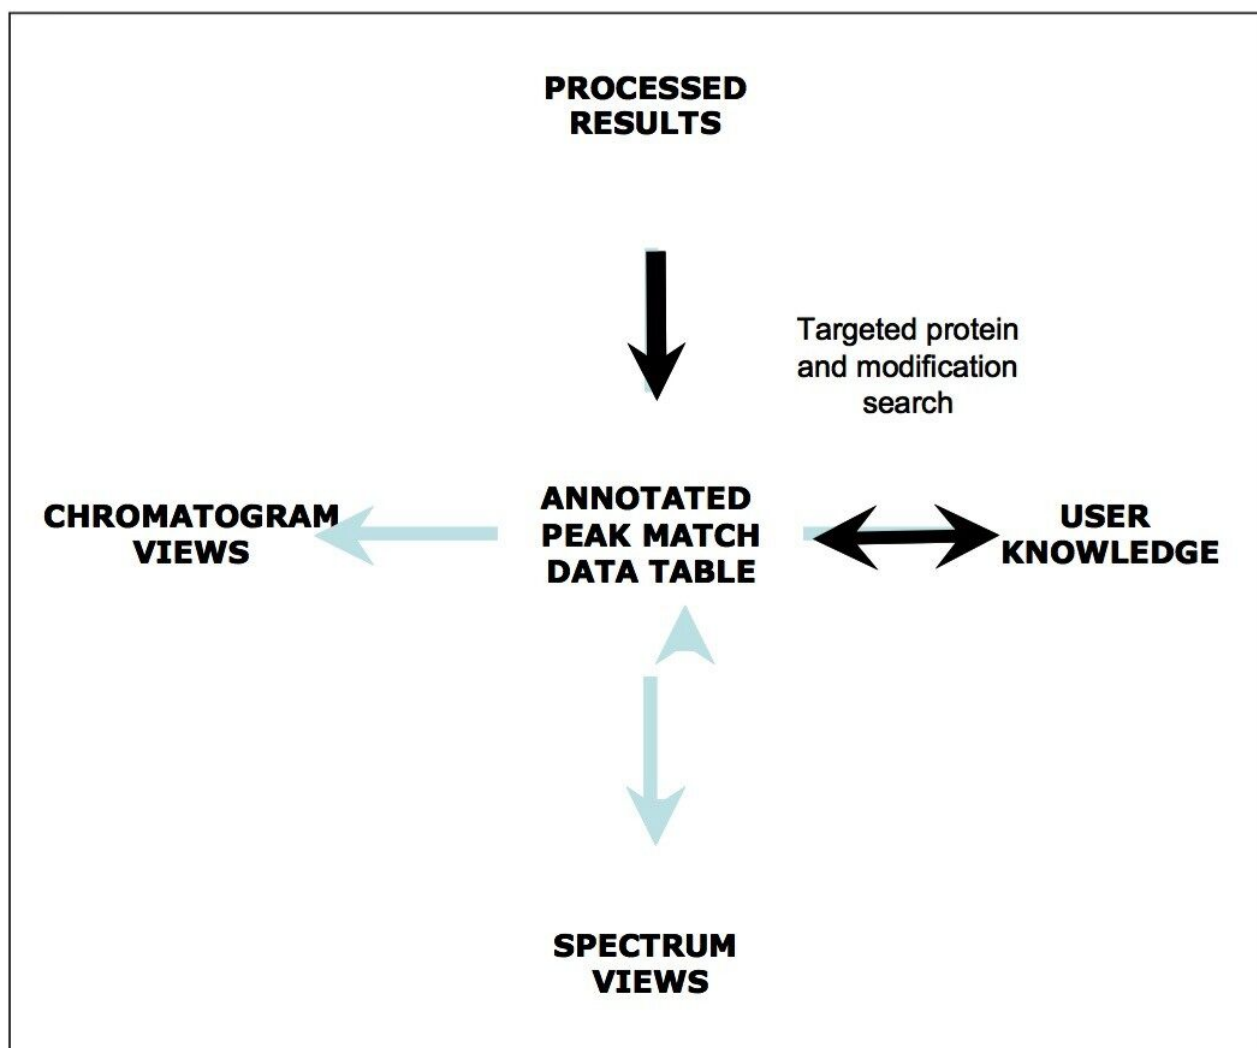 PROCESSED
RESULTS
Targeted protein
and modification
search
CHROMATOGRAM
VIEWS
ANNOTATED
PEAK MATCH
DATA TABLE
USER
KNOWLEDGE
SPECTRUM
VIEWS